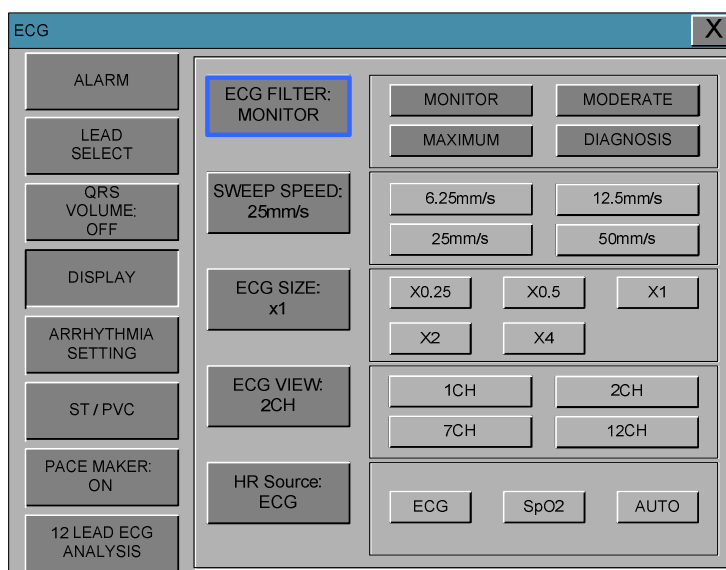 ECG
X
ALARM
LEAD
SELECT
QRS
VOLUME:
OFF
DISPLAY
ARRHYTHMIA
SETTING
ST / PVC
PACE MAKER:
ON
12 LEAD ECG
ANALYSIS
ECG FILTER:
MONITOR
MONITOR
MODERATE
MAXIMUM
DIAGNOSIS
SWEEP SPEED:
25mm/s
6.25mm/s
12.5mm/s
25mm/s
50mm/s
ECG SIZE:
x1
X0.25
X0.5
X1
X2
X4
ECG VIEW:
2CH
1CH
2CH
7CH
12CH
HR Source:
ECG
ECG
SpO2
AUTO